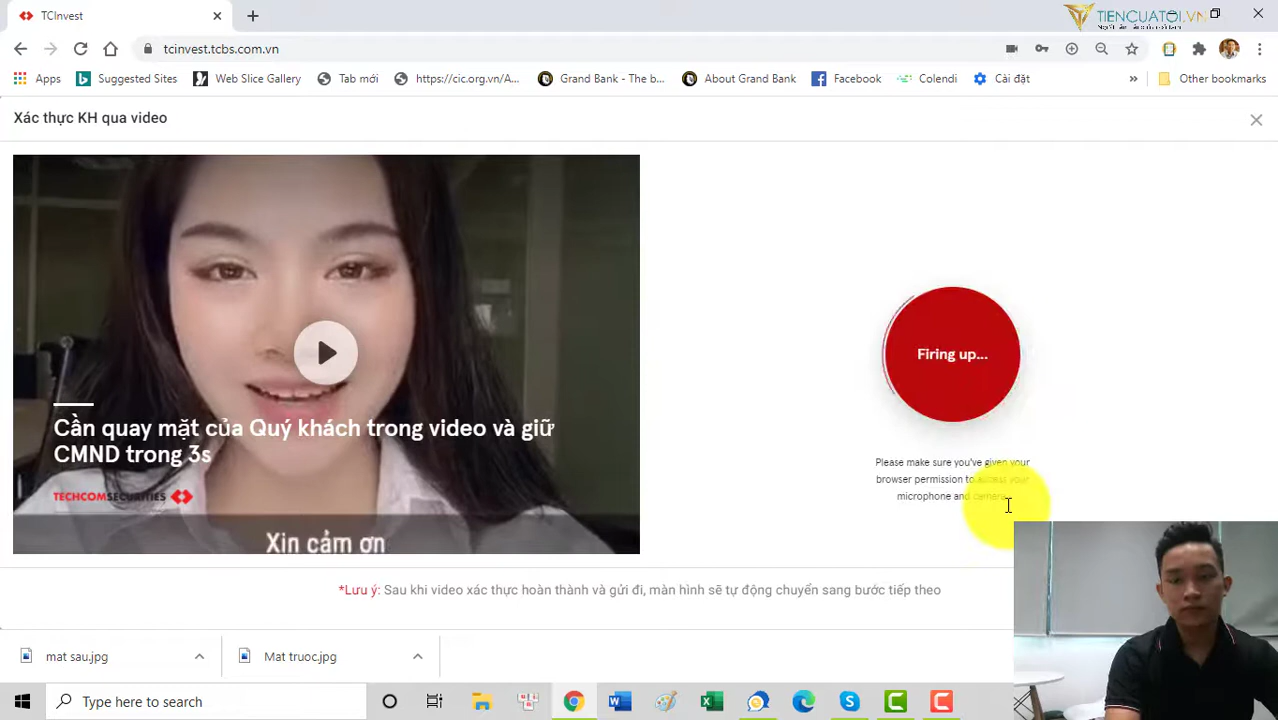 TCInvest
TIENCUATOI.VN
tcinvest.tcbs.com.vn
Apps
Suggested Sites
Web Slice Gallery
Tab mới
https://cic.org.vn/A...
Grand Bank - The b...
About Grand Bank
Facebook
Colendi
Cài đặt
»
Other bookmarks
Xác thực KH qua video
Cần quay mặt của Quý khách trong video và giữ
CMND trong 3s
TECHCOMSECURITIES
Xin cảm ơn
Firing up...
Please make sure you've given your
browser permission to access your
microphone and camera.
*Lưu ý: Sau khi video xác thực hoàn thành và gửi đi, màn hình sẽ tự động chuyển sang bước tiếp theo
mat sau.jpg
Mat truoc.jpg
Type here to search